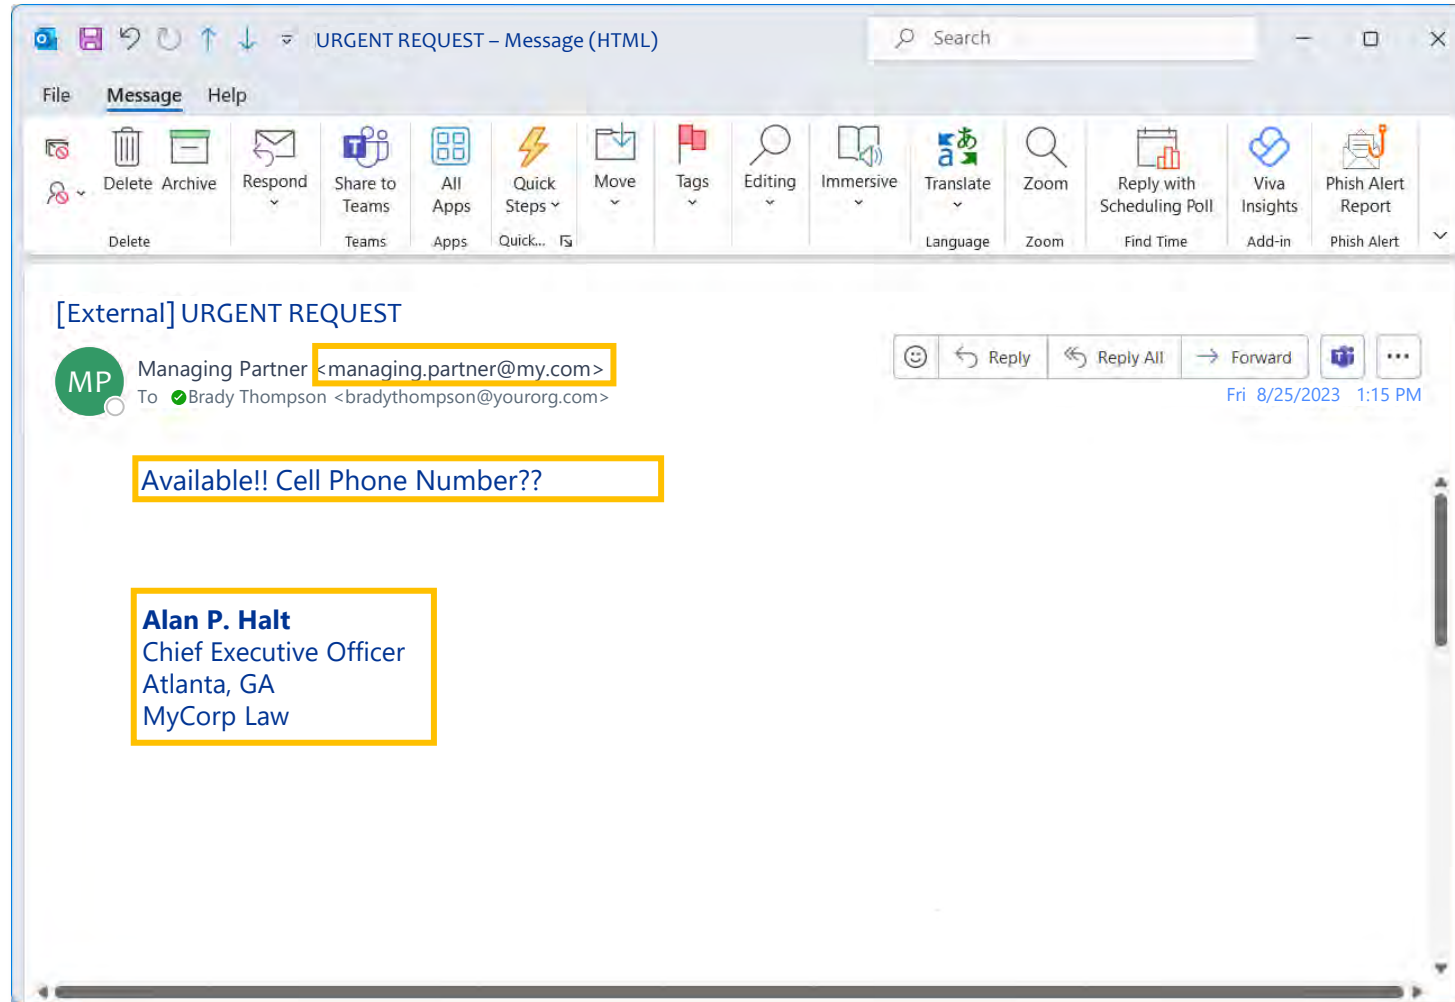 URGENT REQUEST – Message (HTML)
Search
File Message Help
Delete Archive Respond Share to Teams All Apps Quick Steps Move Tags Editing Immersive Translate Zoom Reply with Scheduling Poll Viva Insights Phish Alert Report
Delete Teams Apps Quick... Language Zoom Find Time Add-in Phish Alert
[External] URGENT REQUEST
MP
Managing Partner <managing.partner@my.com>
To Brady Thompson <bradythompson@yourorg.com>
Reply Reply All Forward
Fri 8/25/2023 1:15 PM
Available!! Cell Phone Number??
Alan P. Halt
Chief Executive Officer
Atlanta, GA
MyCorp Law